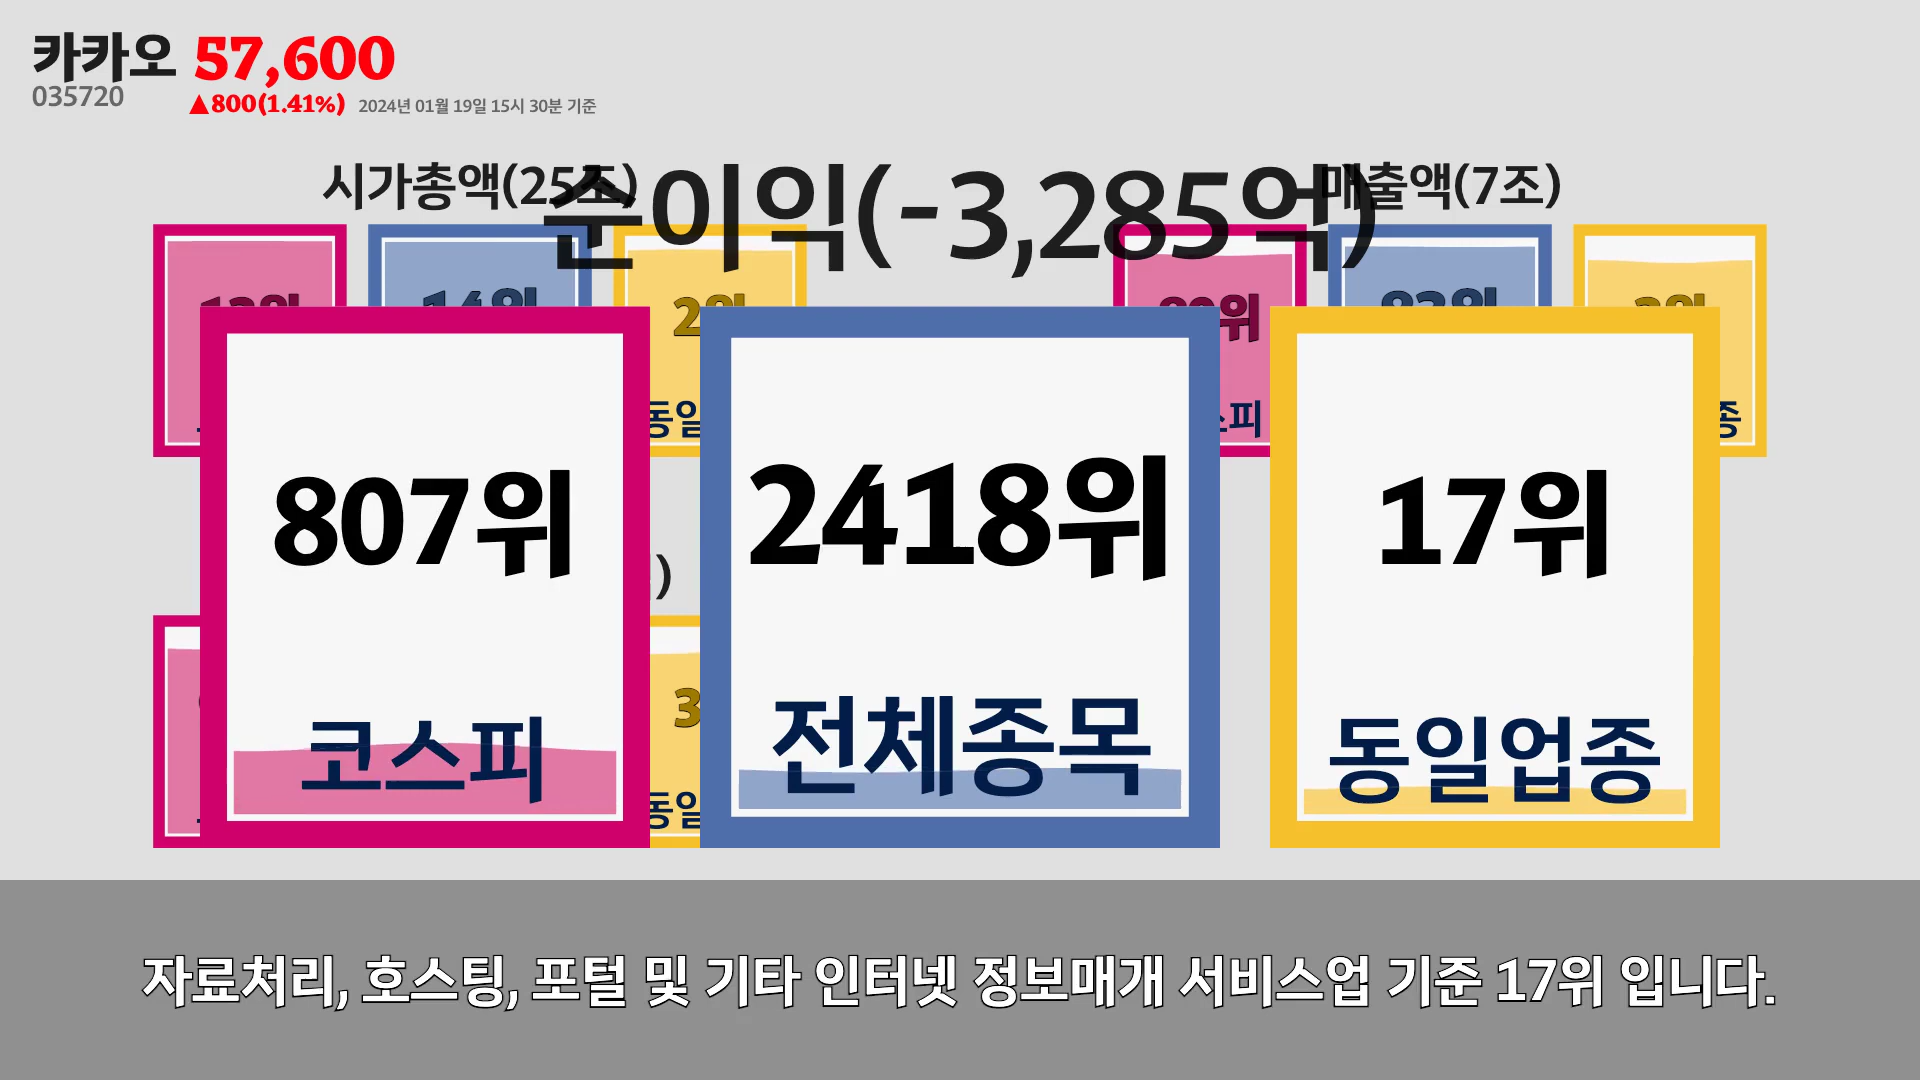 카카오 57,600
035720
▲800(1.41%) 2024년 01월 19일 15시 30분 기준
시가총액(25조)
순이익(-3,285억)
매출액(7조)
807위
2418위
17위
코스피
전체종목
동일업종
자료처리, 호스팅, 포털 및 기타 인터넷 정보매개 서비스업 기준 17위 입니다.